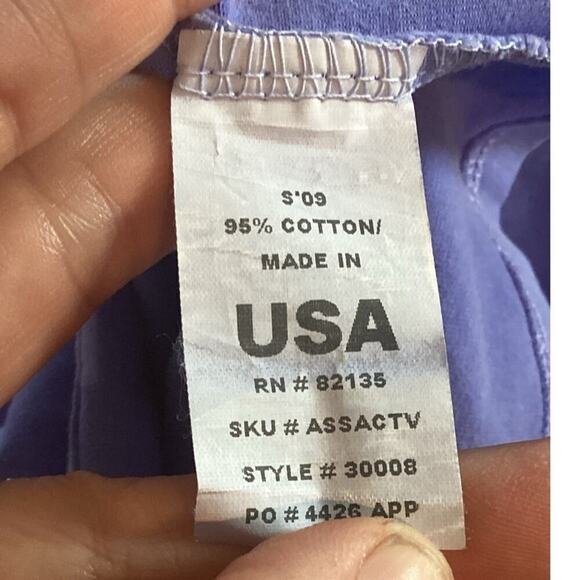 S'09
95% COTTON/
MADE IN
USA
RN # 82135
SKU # ASSACTV
STYLE # 30008
PO # 4426 APP